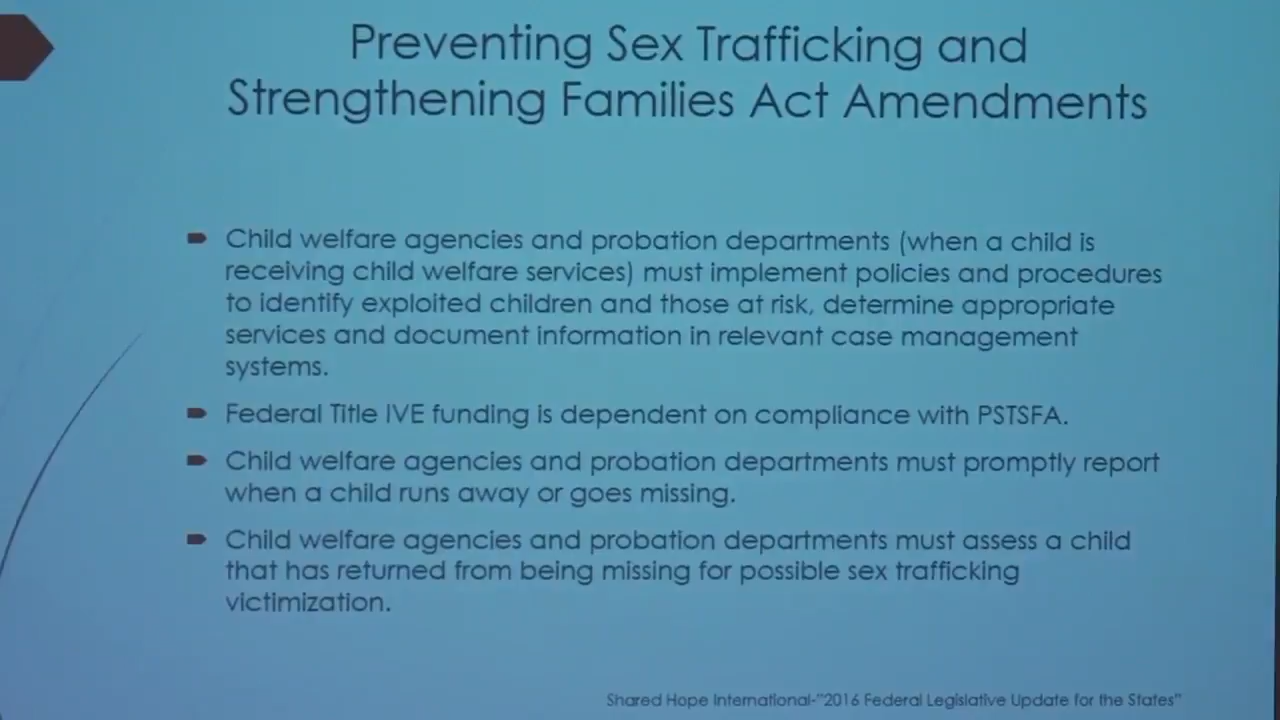 Preventing Sex Trafficking and
Strengthening Families Act Amendments
Child welfare agencies and probation departments (when a child is
receiving child welfare services) must implement policies and procedures
to identify exploited children and those at risk, determine appropriate
services and document information in relevant case management
systems.
Federal Title IVE funding is dependent on compliance with PSTSFA.
Child welfare agencies and probation departments must promptly report
when a child runs away or goes missing.
Child welfare agencies and probation departments must assess a child
that has returned from being missing for possible sex trafficking
victimization.
Shared Hope International-"2016 Federal Legislative Update for the States"